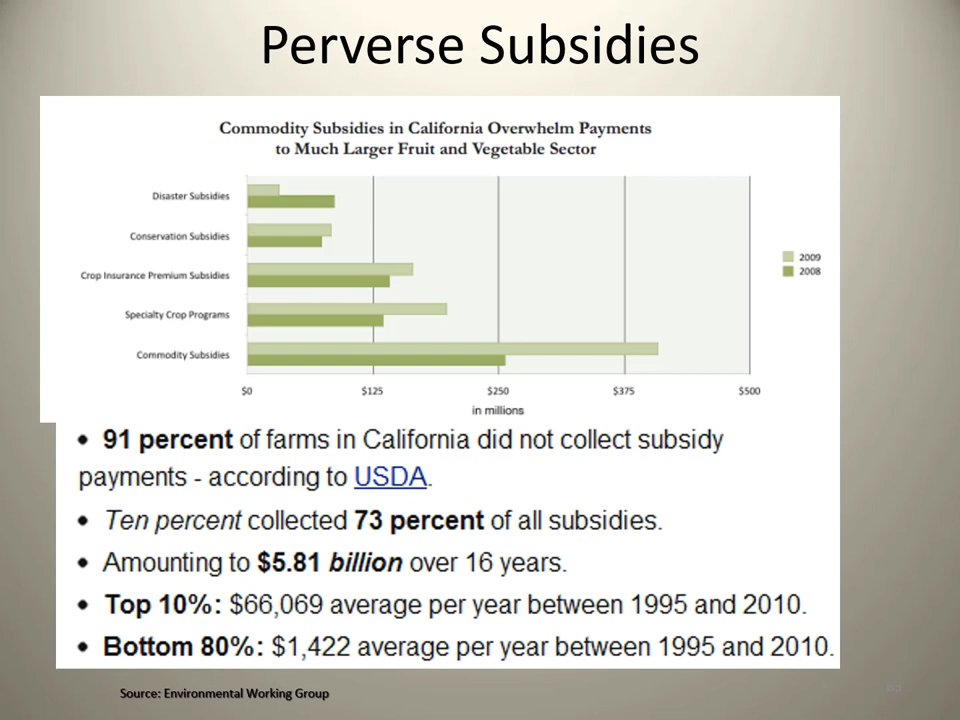 Perverse Subsidies
Commodity Subsidies in California Overwhelm Payments
to Much Larger Fruit and Vegetable Sector
Disaster Subsidies
Conservation Subsidies
Crop Insurance Premium Subsidies
Specialty Crop Programs
Commodity Subsidies
2009
2008
$0 $125 $250 $375 $500
in millions
• 91 percent of farms in California did not collect subsidy
payments - according to USDA.
• Ten percent collected 73 percent of all subsidies.
• Amounting to $5.81 billion over 16 years.
• Top 10%: $66,069 average per year between 1995 and 2010.
• Bottom 80%: $1,422 average per year between 1995 and 2010.
Source: Environmental Working Group